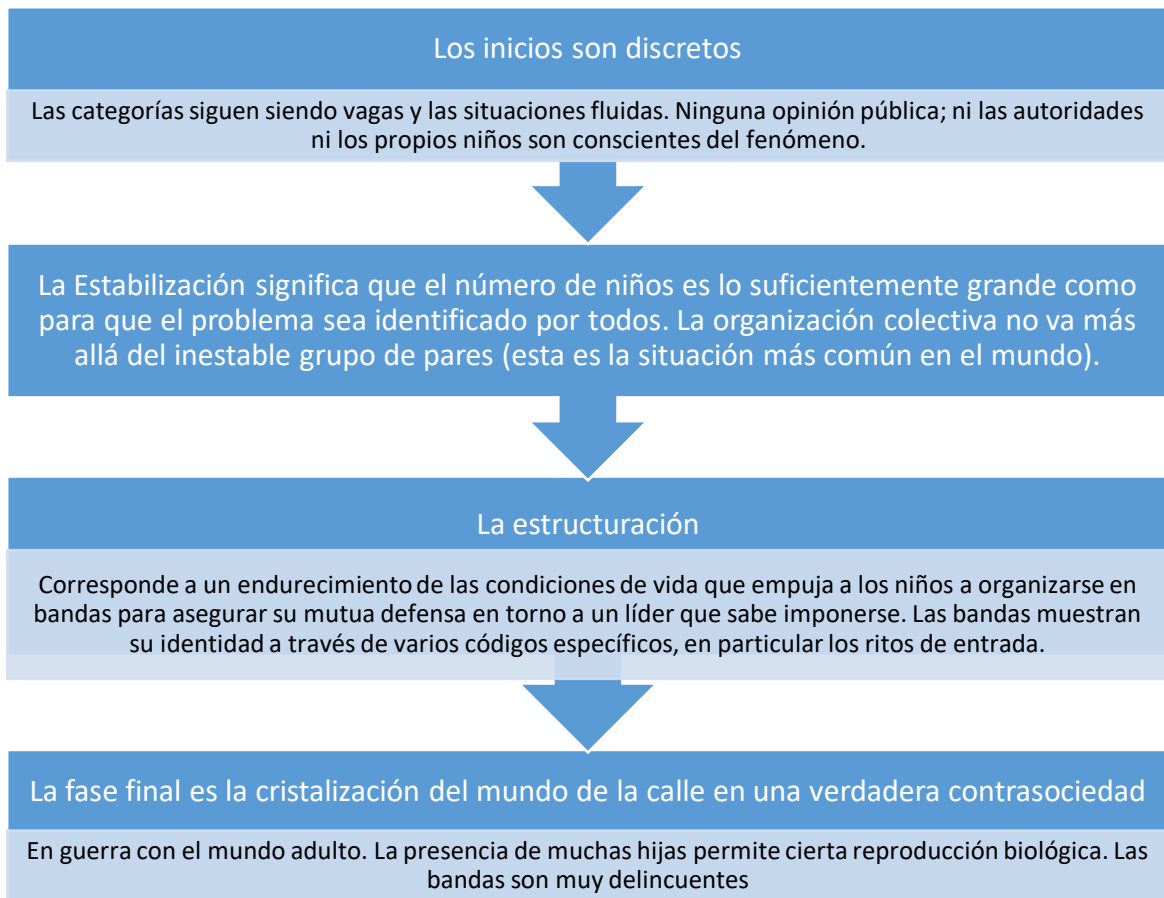 Los inicios son discretos
Las categorías siguen siendo vagas y las situaciones fluidas. Ninguna opinión pública; ni las autoridades
ni los propios niños son conscientes del fenómeno.
La Estabilización significa que el número de niños es lo suficientemente grande como
para que el problema sea identificado por todos. La organización colectiva no va más
allá del inestable grupo de pares (esta es la situación más común en el mundo).
La estructuración
Corresponde a un endurecimiento de las condiciones de vida que empuja a los niños a organizarse en
bandas para asegurar su mutua defensa en torno a un líder que sabe imponerse. Las bandas muestran
su identidad a través de varios códigos específicos, en particular los ritos de entrada.
La fase final es la cristalización del mundo de la calle en una verdadera contrasociedad
En guerra con el mundo adulto. La presencia de muchas hijas permite cierta reproducción biológica. Las
bandas son muy delincuentes